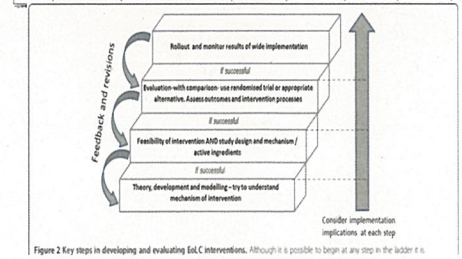 Rollout and monitor results of wide implementation
If successful
Evaluation-with comparison- use randomised trial or appropriate
alternative. Assess outcomes and intervention processes
If successful
Feasibility of intervention AND study design and mechanism /
active ingredients
If successful
Theory, development and modelling – try to understand
mechanism of intervention
Feedback and revisions
Consider implementation
implications at each step
Figure 2 Key steps in developing and evaluating EoLC interventions. Although it is possible to begin at any step in the ladder it is